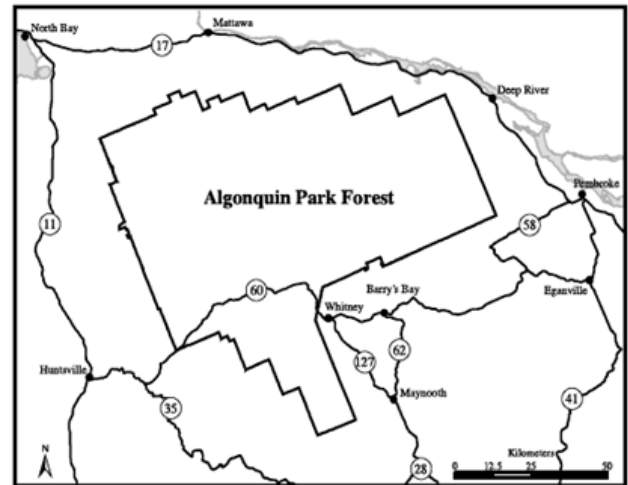 North Bay
Mattawa
17
Deep River
Algonquin Park Forest
Pembroke
11
58
60
Barry's Bay
Eganville
Whitney
Huntsville
127
62
35
Maynooth
41
N
Kilometers
28
0 12.5 25 50